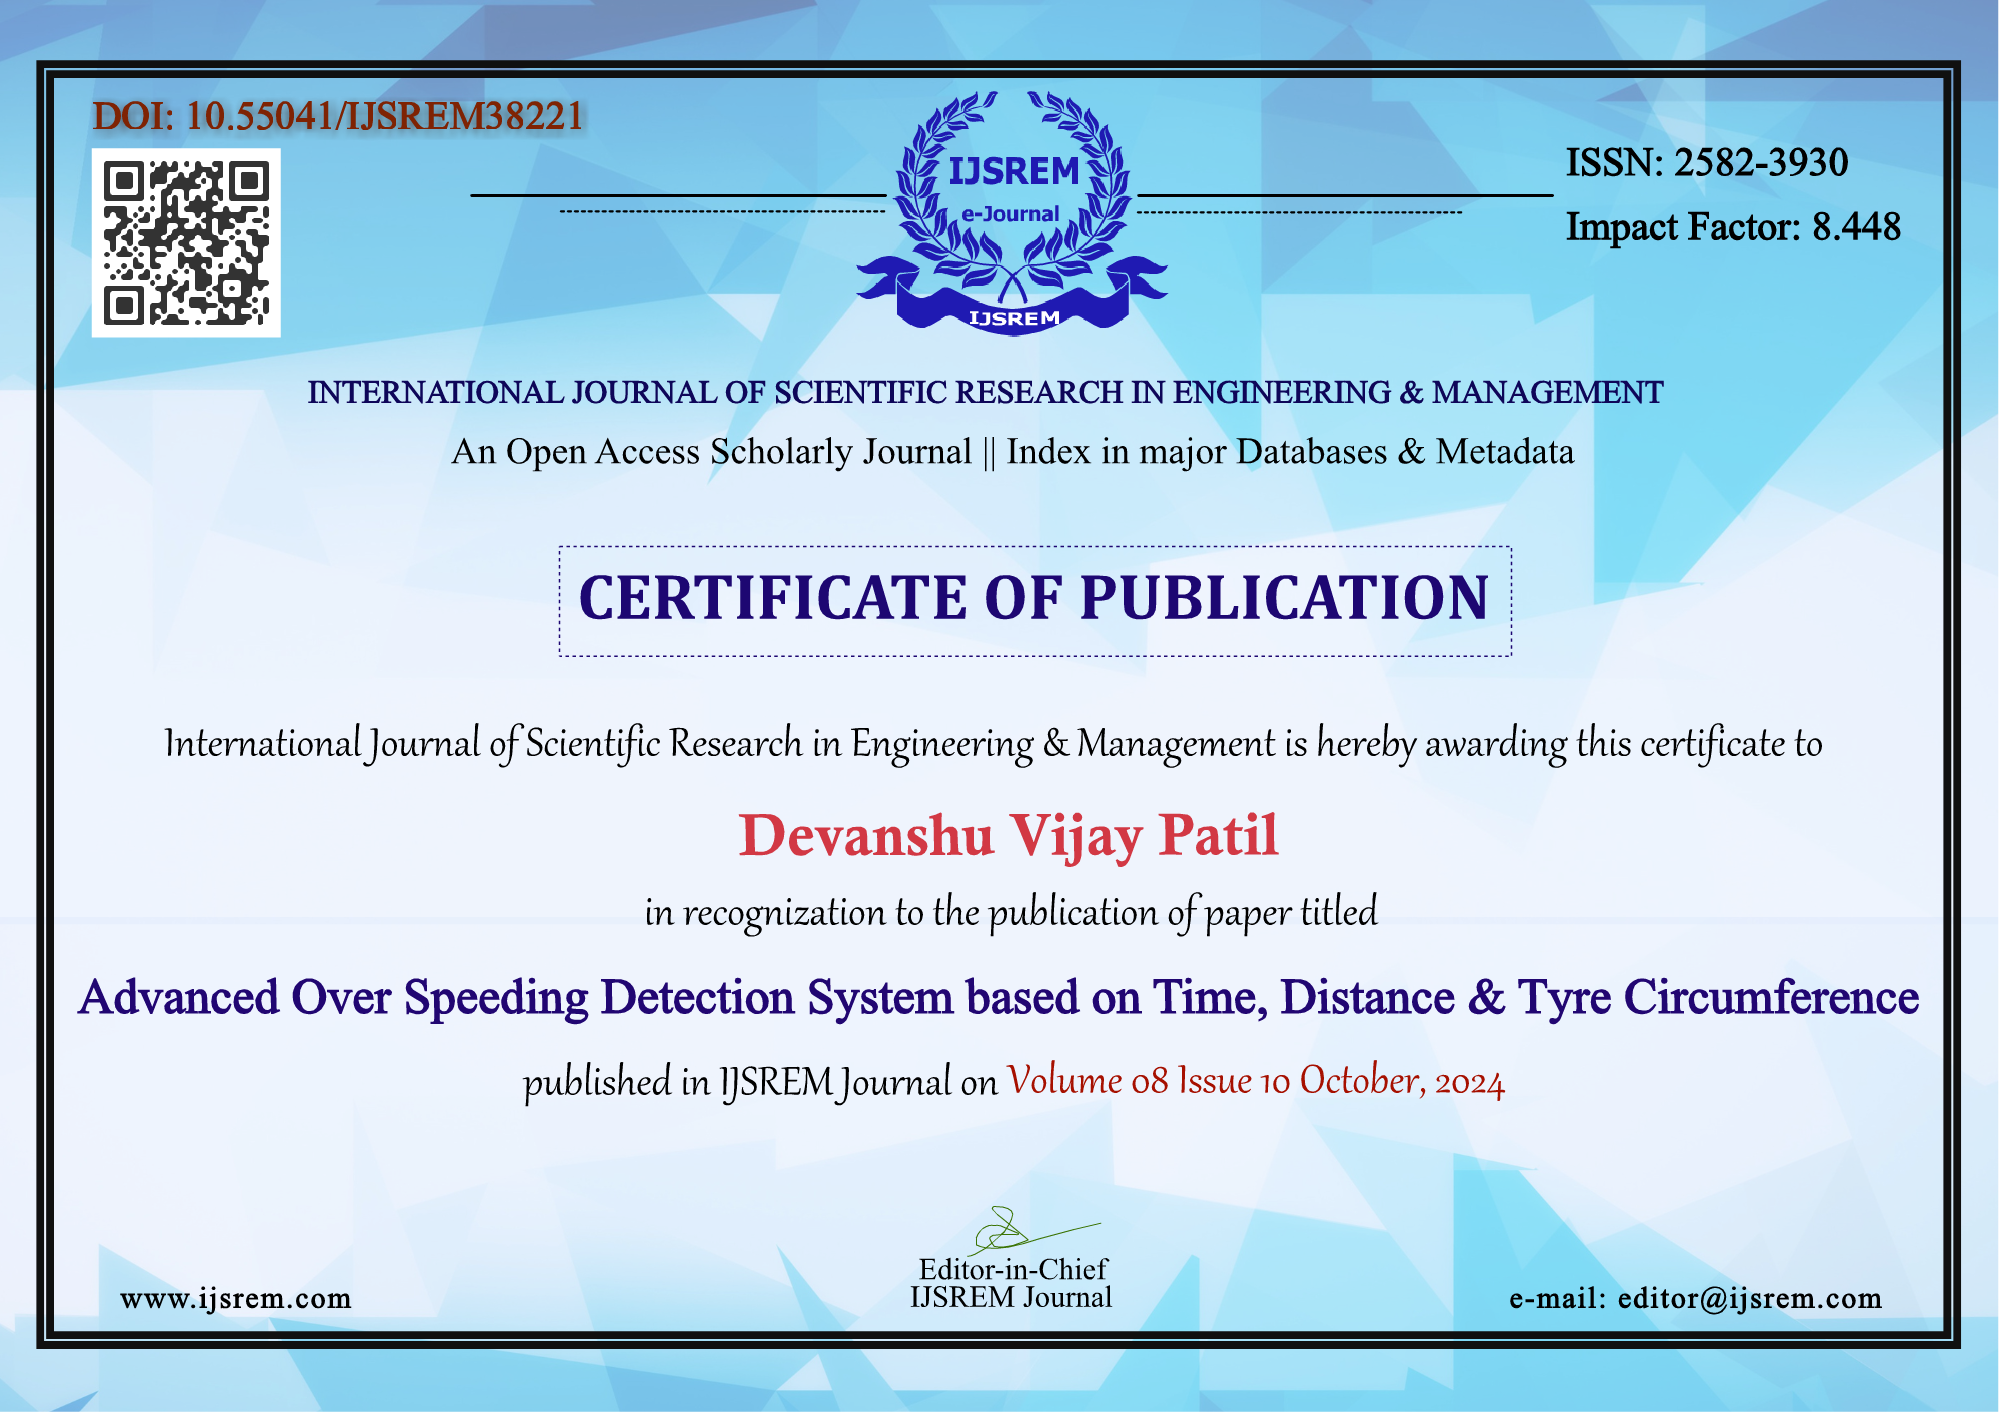 DOI: 10.55041/IJSREM38221
IJSREM
e-Journal
IJSREM
ISSN: 2582-3930
Impact Factor: 8.448
INTERNATIONAL JOURNAL OF SCIENTIFIC RESEARCH IN ENGINEERING & MANAGEMENT
An Open Access Scholarly Journal || Index in major Databases & Metadata
CERTIFICATE OF PUBLICATION
International Journal of Scientific Research in Engineering & Management is hereby awarding this certificate to
Devanshu Vijay Patil
in recognization to the publication of paper titled
Advanced Over Speeding Detection System based on Time, Distance & Tyre Circumference
published in IJSREM Journal on Volume 08 Issue 10 October, 2024
Editor-in-Chief
IJSREM Journal
www.ijsrem.com
e-mail: editor@ijsrem.com